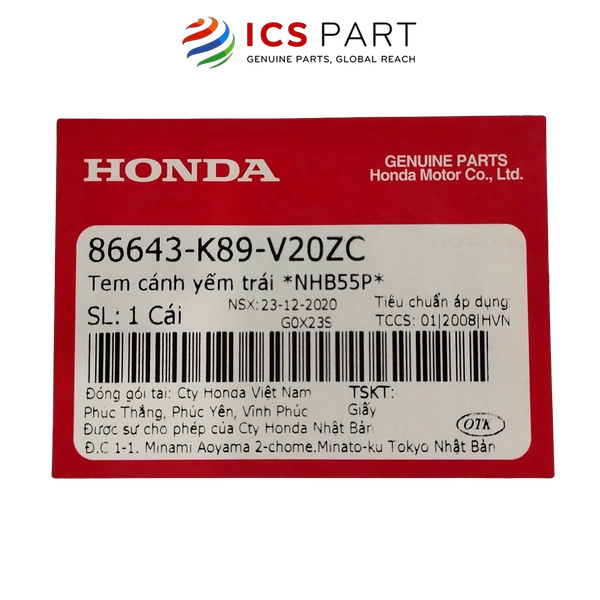 ICS PART
GENUINE PARTS, GLOBAL REACH
HONDA
GENUINE PARTS
Honda Motor Co., Ltd.
86643-K89-V20ZC
Tem cánh yếm trái *NHB55P*
SL: 1 Cái
NSX:23-12-2020
G0X23S
Tiêu chuẩn áp dụng:
TCCS: 01|2008|HVN
Đóng gói tại: Cty Honda Việt Nam
Phúc Thắng, Phúc Yên, Vĩnh Phúc
TSKT:
Giấy
Được sự cho phép của Cty Honda Nhật Bản
Đ.C 1-1. Minami Aoyama 2-chome.Minato-ku Tokyo Nhật Bản
OTK